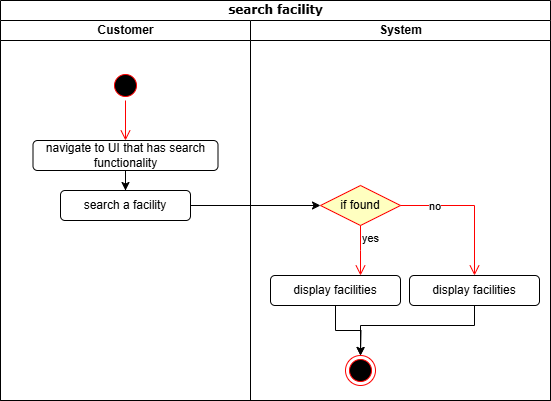 search facility
Customer
System
navigate to UI that has search
functionality
search a facility
if found
no
yes
display facilities
display facilities